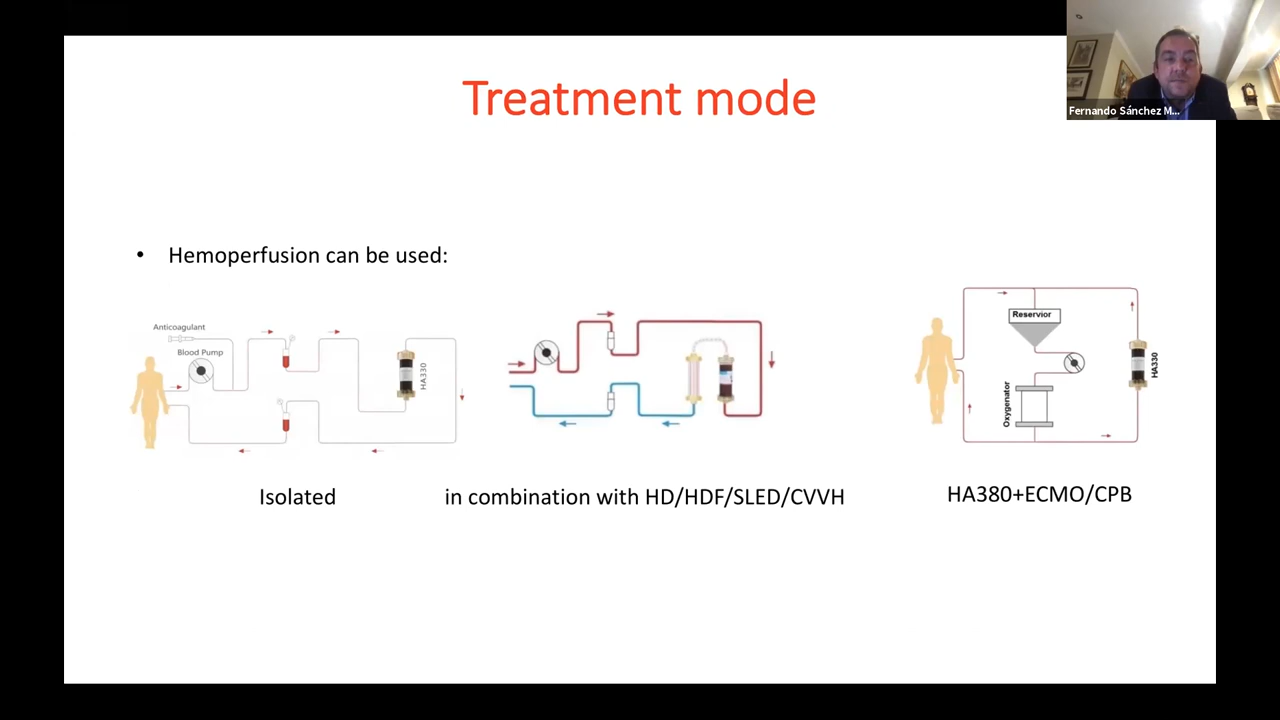 Fernando Sánchez M...
Treatment mode
• Hemoperfusion can be used:
Anticoagulant
Blood Pump
HA330
Reservior
Oxygenator
HA330
Isolated
in combination with HD/HDF/SLED/CVVH
HA380+ECMO/CPB